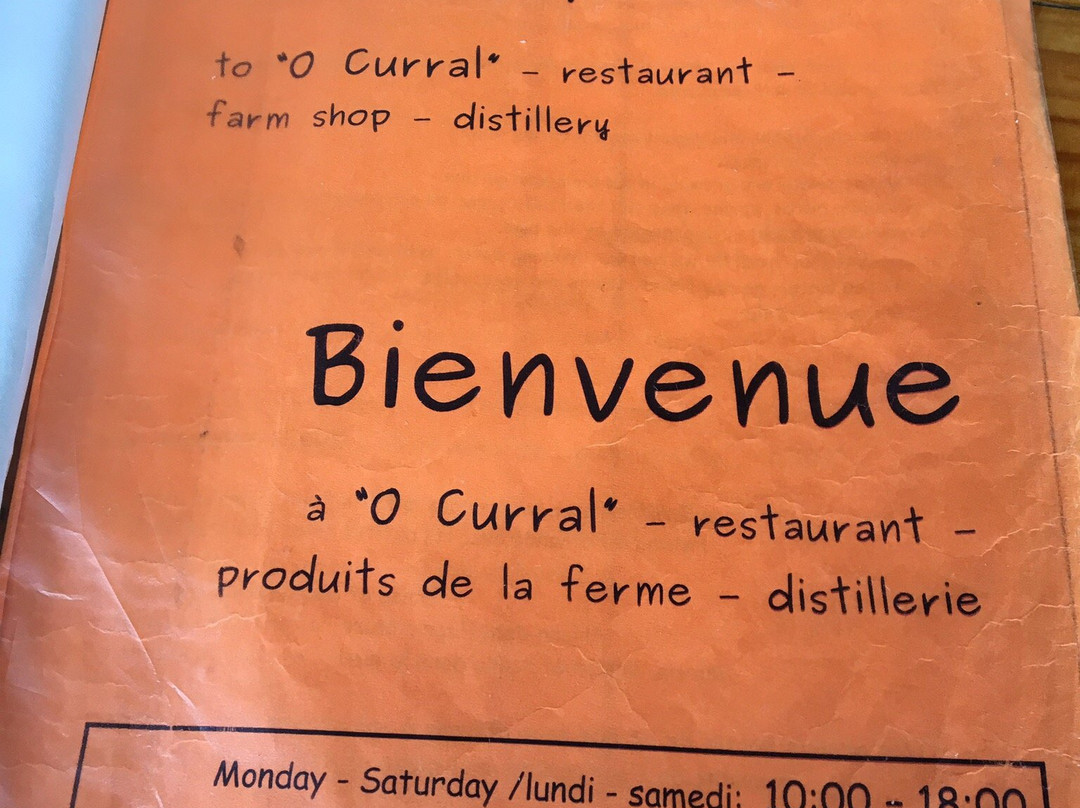 to "O Curral" - restaurant -
farm shop - distillery
Bienvenue
à "O Curral" - restaurant -
produits de la ferme - distillerie
Monday - Saturday /lundi - samedi: 10:00 - 18:00